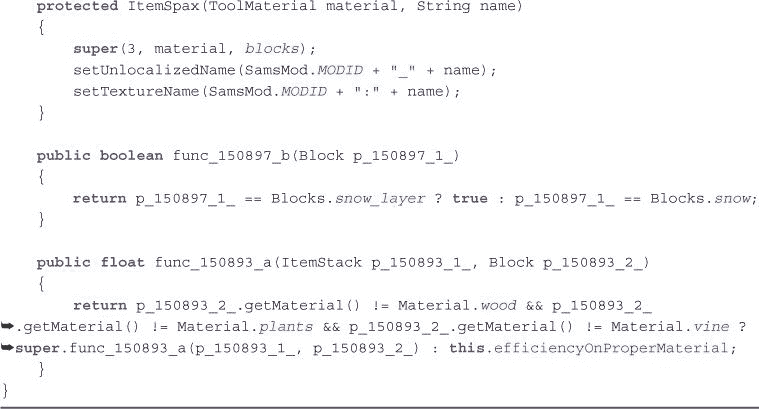 protected ItemSpax(ToolMaterial material, String name)
{
super(3, material, blocks);
setUnlocalizedName(SamsMod.MODID + "_" + name);
setTextureName(SamsMod.MODID + ":" + name);
}
public boolean func_150897_b(Block p_150897_1_)
{
return p_150897_1_ == Blocks.snow_layer ? true : p_150897_1_ == Blocks.snow;
}
public float func_150893_a(ItemStack p_150893_1_, Block p_150893_2_)
{
return p_150893_2_.getMaterial() != Material.wood && p_150893_2_
➥.getMaterial() != Material.plants && p_150893_2_.getMaterial() != Material.vine ?
➥super.func_150893_a(p_150893_1_, p_150893_2_) : this.efficiencyOnProperMaterial;
}
}